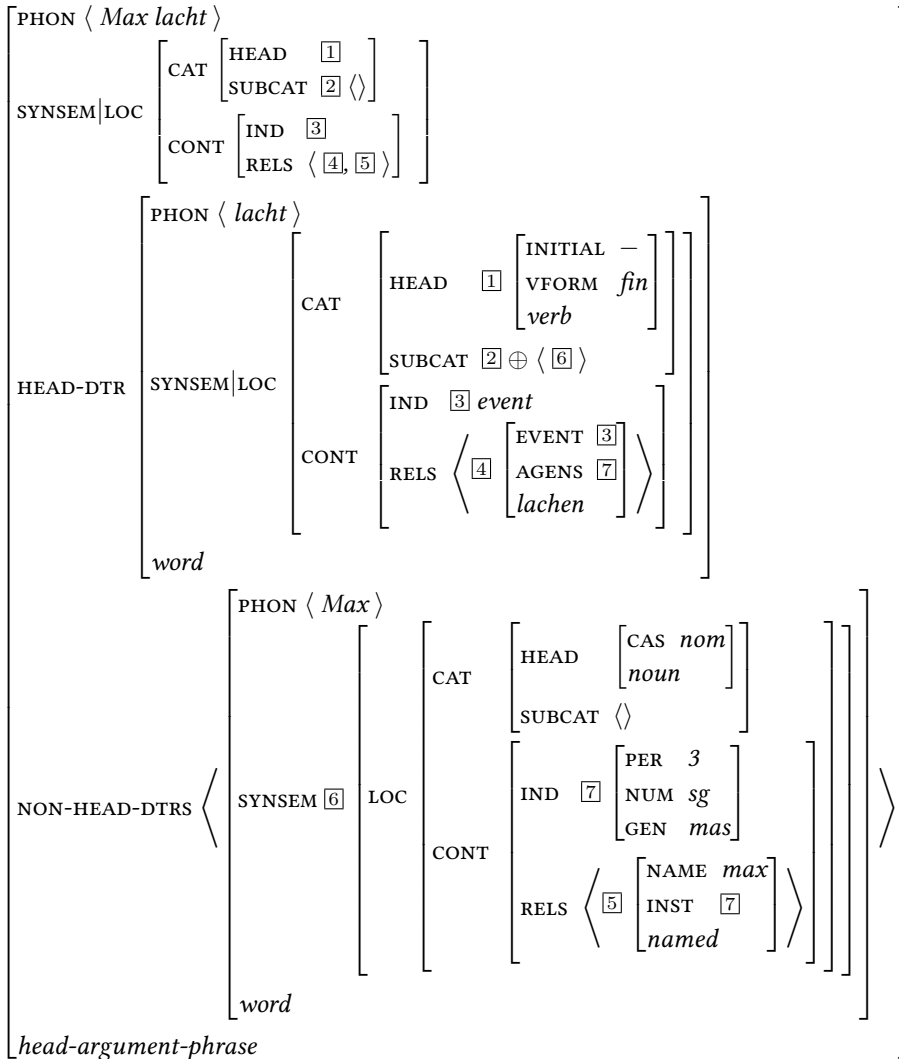 PHON ⟨ Max lacht ⟩
SYNSEM|LOC
CAT
HEAD 1
SUBCAT 2 ⟨⟩
CONT
IND 3
RELS ⟨ 4, 5 ⟩
HEAD-DTR
PHON ⟨ lacht ⟩
SYNSEM|LOC
CAT
HEAD 1
INITIAL –
VFORM fin
verb
SUBCAT 2 ⊕ ⟨ 6 ⟩
CONT
IND 3 event
RELS ⟨ 4
EVENT 3
AGENS 7
lachen ⟩
word
NON-HEAD-DTRS ⟨
PHON ⟨ Max ⟩
SYNSEM 6
LOC
CAT
HEAD
CAS nom
noun
SUBCAT ⟨⟩
CONT
IND 7
PER 3
NUM sg
GEN mas
RELS ⟨ 5
NAME max
INST 7
named ⟩
word ⟩
head-argument-phrase